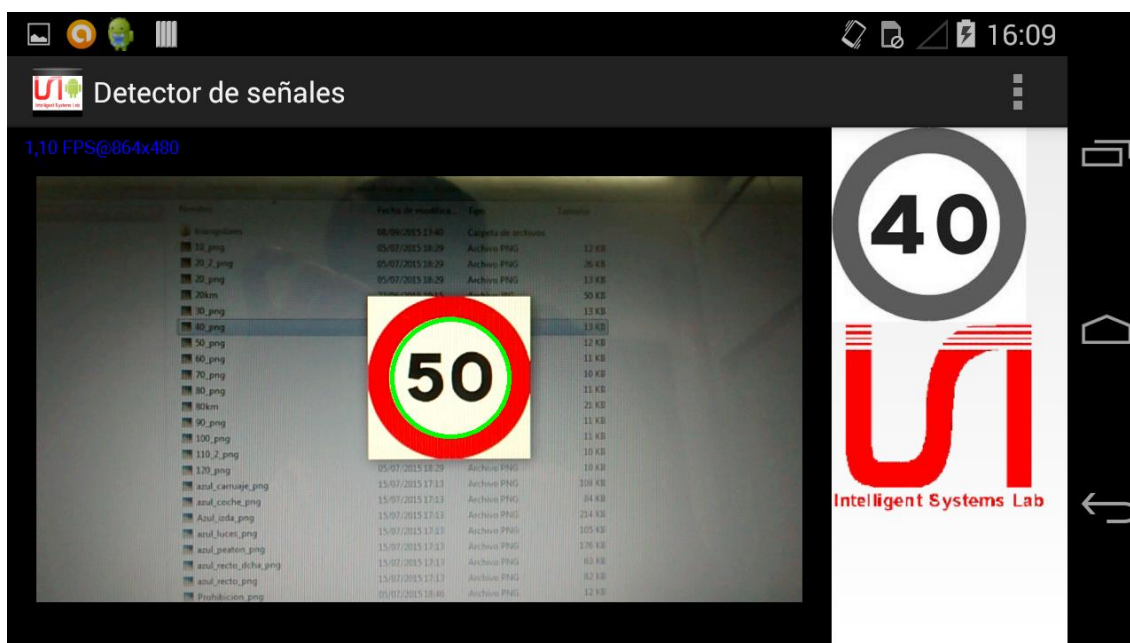 16:09
Detector de señales
1,10 FPS@864x480
Nombre Fecha de modifica... Tipo Tamaño
triangulares 08/09/2015 13:40 Carpeta de archivos
10_png 05/07/2015 18:29 Archivo PNG 12 KB
20_2_png 05/07/2015 18:29 Archivo PNG 26 KB
20_png 05/07/2015 18:29 Archivo PNG 13 KB
20km 50 KB
30_png 13 KB
40_png 13 KB
50_png 12 KB
60_png 11 KB
70_png 10 KB
80_png 11 KB
80km 21 KB
90_png 11 KB
100_png 11 KB
110_2_png 10 KB
120_png 05/07/2015 18:29 Archivo PNG 10 KB
azul_carruaje_png 15/07/2015 17:13 Archivo PNG 108 KB
azul_coche_png 15/07/2015 17:13 Archivo PNG 84 KB
Azul_izda_png 15/07/2015 17:13 Archivo PNG 214 KB
azul_luces_png 15/07/2015 17:13 Archivo PNG 105 KB
azul_peaton_png 15/07/2015 17:13 Archivo PNG 176 KB
azul_recto_dcha_png 15/07/2015 17:13 Archivo PNG 63 KB
azul_recto_png 15/07/2015 17:13 Archivo PNG 82 KB
Prohibicion_png 05/07/2015 18:46 Archivo PNG 12 KB
50
40
Intelligent Systems Lab